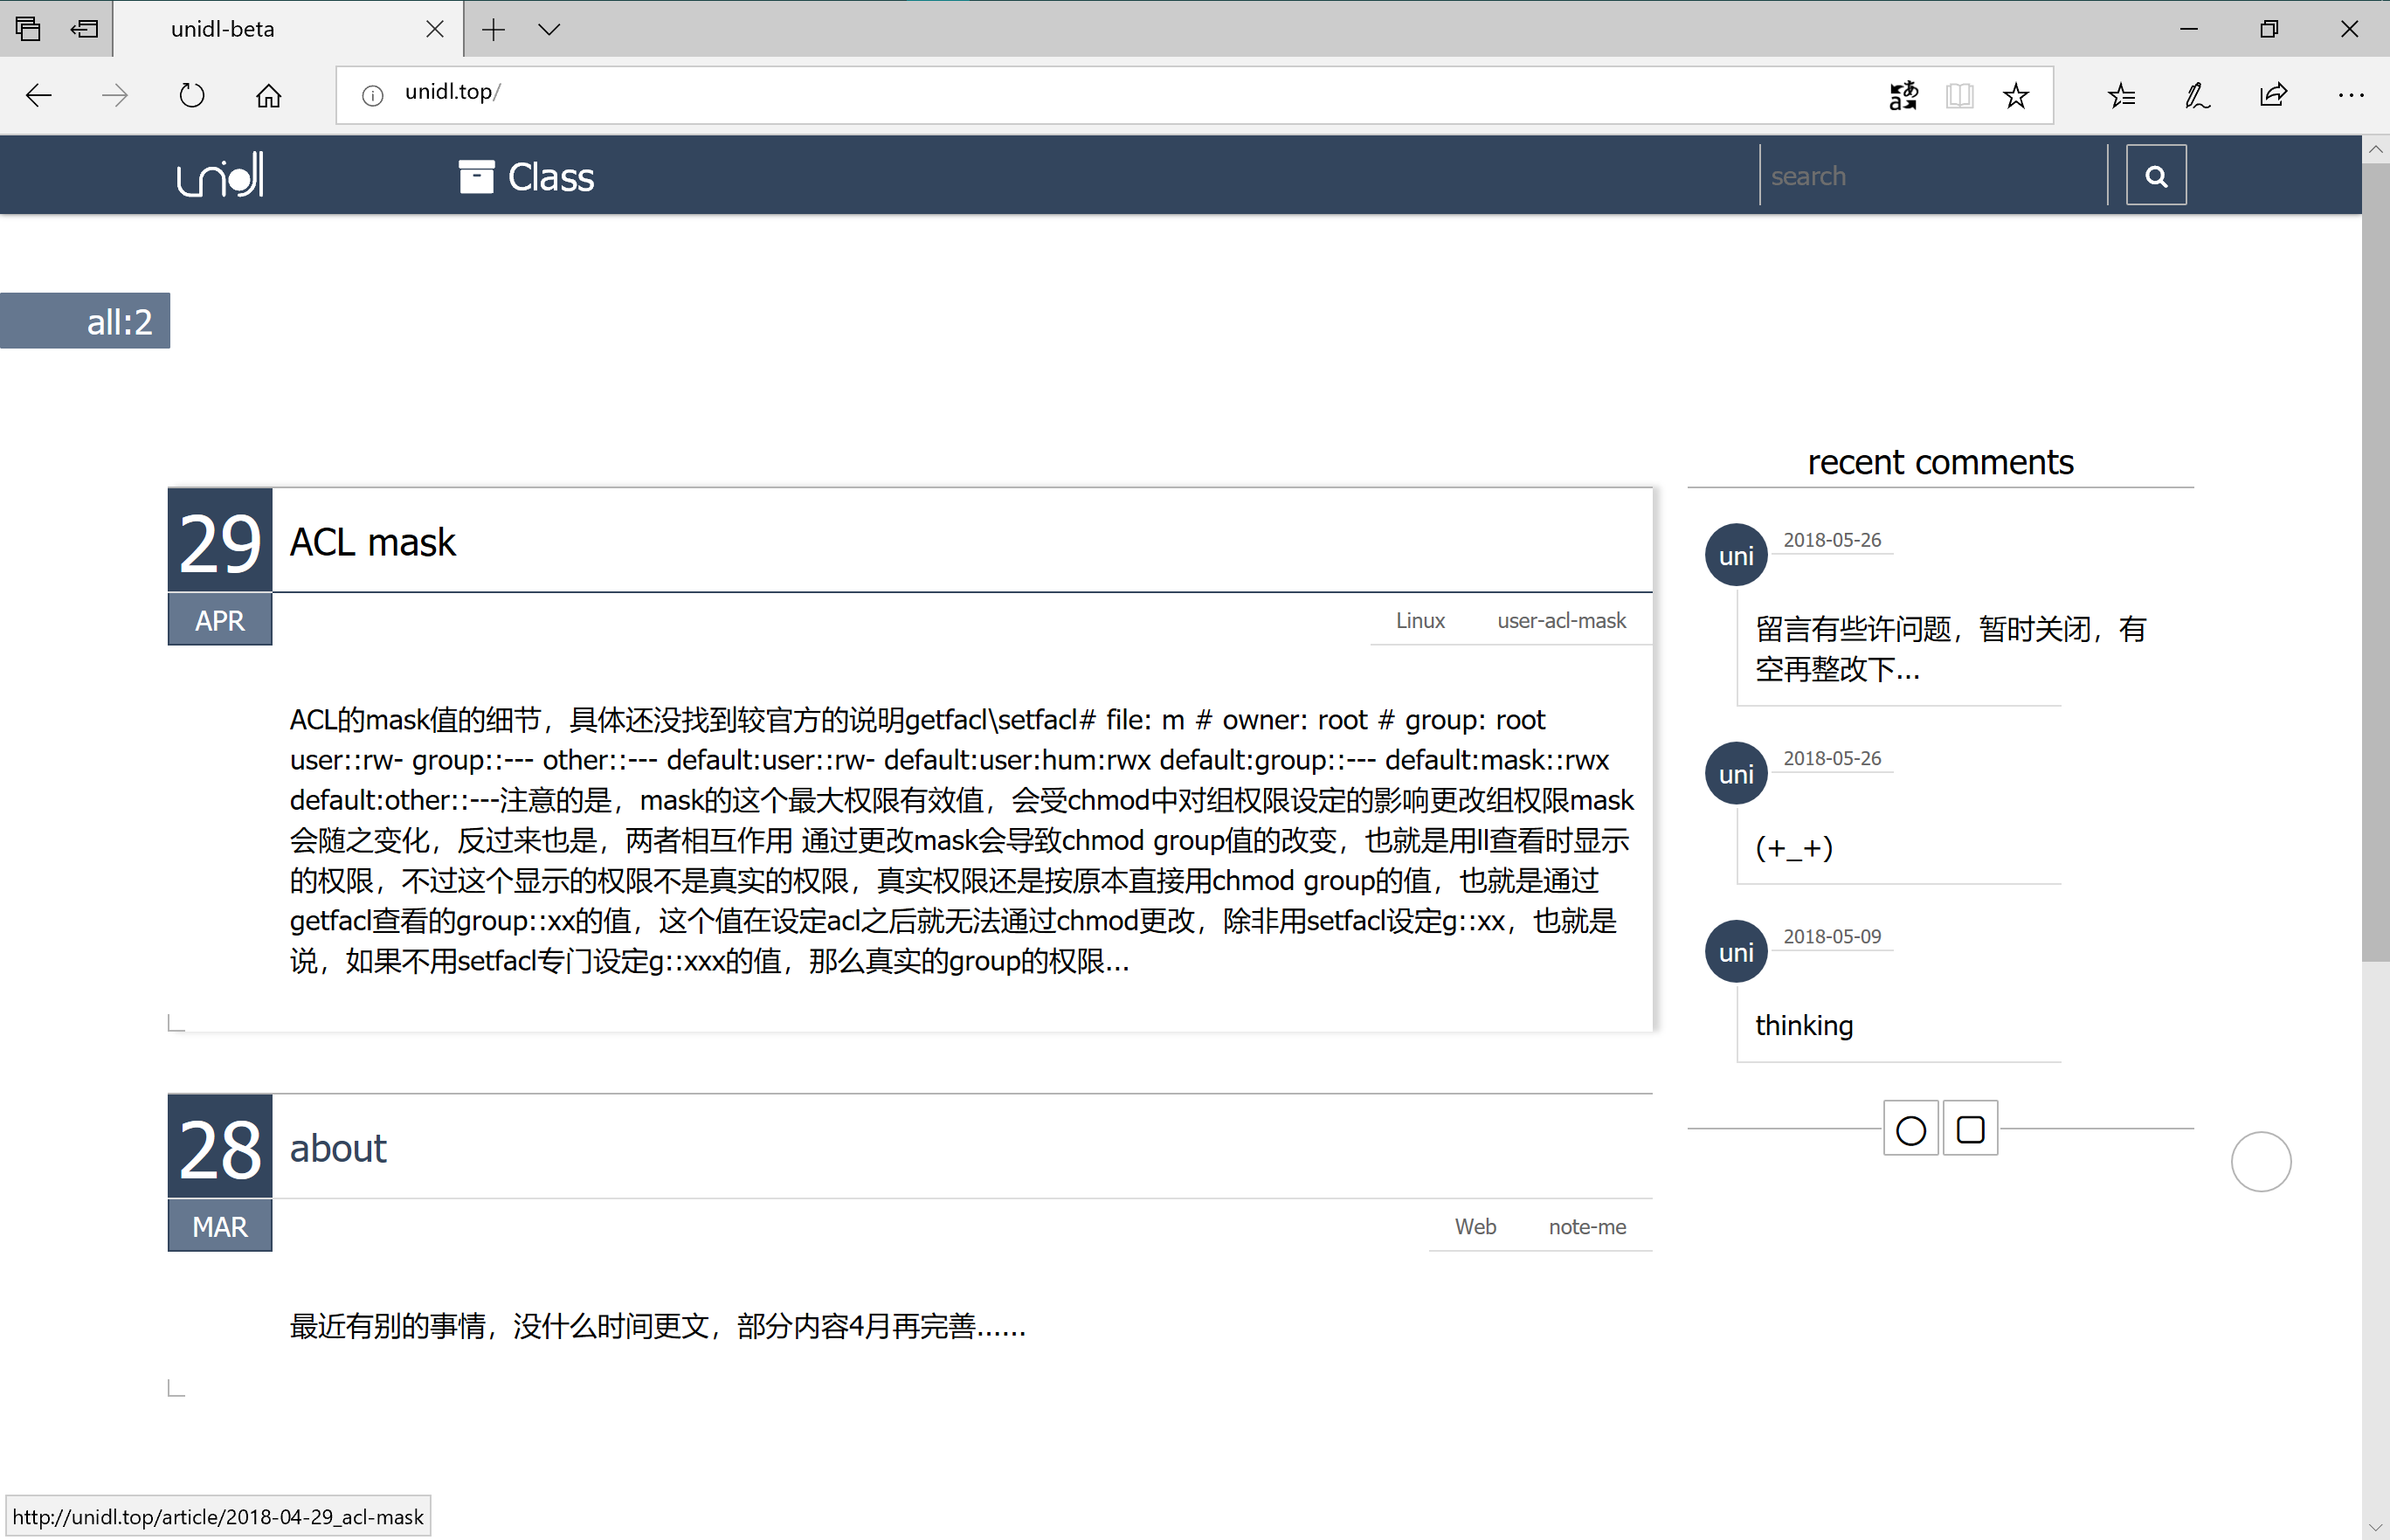 unidl-beta
unidl.top/
unidl
Class
search
all:2
29
APR
ACL mask
Linux user-acl-mask
ACL的mask值的细节，具体还没找到较官方的说明getfacl\setfacl# file: m # owner: root # group: root
user::rw- group::--- other::--- default:user::rw- default:user:hum:rwx default:group::--- default:mask::rwx
default:other::---注意的是，mask的这个最大权限有效值，会受chmod中对组权限设定的影响更改组权限mask
会随之变化，反过来也是，两者相互作用 通过更改mask会导致chmod group值的改变，也就是用ll查看时显示
的权限，不过这个显示的权限不是真实的权限，真实权限还是按原本直接用chmod group的值，也就是通过
getfacl查看的group::xx的值，这个值在设定acl之后就无法通过chmod更改，除非用setfacl设定g::xx，也就是
说，如果不用setfacl专门设定g::xxx的值，那么真实的group的权限...
28
MAR
about
Web note-me
最近有别的事情，没什么时间更文，部分内容4月再完善......
recent comments
uni
2018-05-26
留言有些许问题，暂时关闭，有
空再整改下...
uni
2018-05-26
(+_+)
uni
2018-05-09
thinking
http://unidl.top/article/2018-04-29_acl-mask